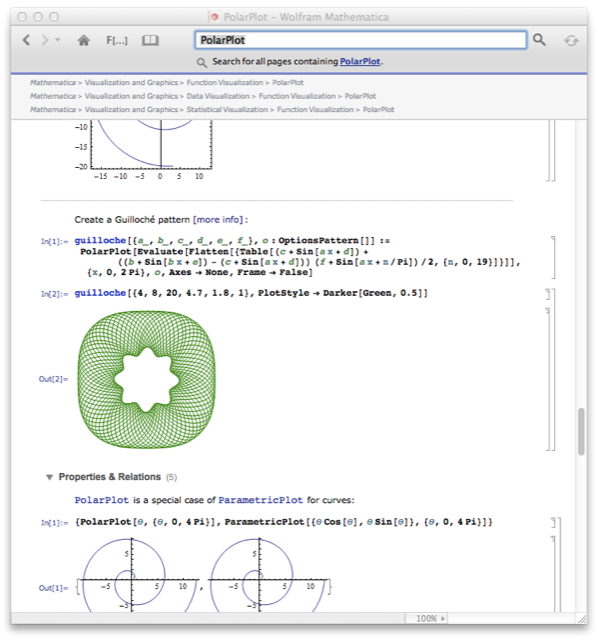 PolarPlot – Wolfram Mathematica
F[...]
PolarPlot
Search for all pages containing PolarPlot.
Mathematica > Visualization and Graphics > Function Visualization > PolarPlot
Mathematica > Visualization and Graphics > Data Visualization > Function Visualization > PolarPlot
Mathematica > Visualization and Graphics > Statistical Visualization > Function Visualization > PolarPlot
-10
-15
-20
-15 -10 -5 5 10
Create a Guilloché pattern [more info] :
In[1]:= guilloche[{a_, b_, c_, d_, e_, f_}, o : OptionsPattern[]] :=
PolarPlot[Evaluate[Flatten[{Table[(c + Sin[a x + d]) +
((b + Sin[b x + e]) - (c + Sin[a x + d])) (f + Sin[a x + n / Pi]) / 2, {n, 0, 19}]}]],
{x, 0, 2 Pi}, o, Axes → None, Frame → False]
In[2]:= guilloche[{4, 8, 20, 4.7, 1.8, 1}, PlotStyle → Darker[Green, 0.5]]
Out[2]=
▼ Properties & Relations (5)
PolarPlot is a special case of ParametricPlot for curves:
In[1]:= {PolarPlot[θ, {θ, 0, 4 Pi}], ParametricPlot[{θ Cos[θ], θ Sin[θ]}, {θ, 0, 4 Pi}]}
5 5
Out[1]= { -5 5 10 , -5 5 10 }
-5 -5
100%